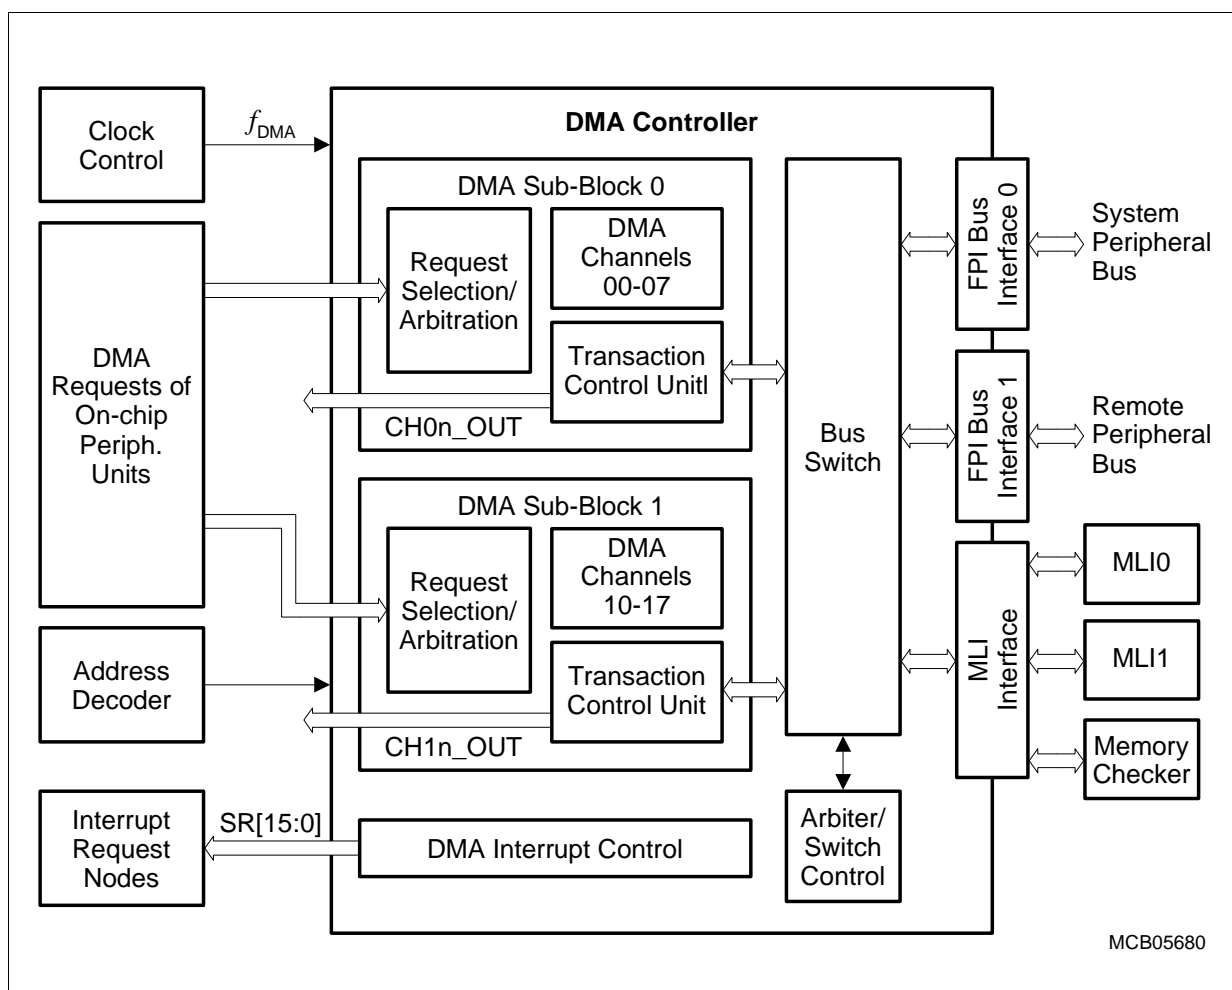 Clock
Control
f DMA
DMA Controller
DMA Sub-Block 0
Request
Selection/
Arbitration
DMA
Channels
00-07
Transaction
Control Unitl
CH0n_OUT
DMA
Requests of
On-chip
Periph.
Units
DMA Sub-Block 1
Request
Selection/
Arbitration
DMA
Channels
10-17
Transaction
Control Unit
CH1n_OUT
Address
Decoder
Interrupt
Request
Nodes
SR[15:0]
DMA Interrupt Control
Bus
Switch
Arbiter/
Switch
Control
FPI Bus
Interface 0
System
Peripheral
Bus
FPI Bus
Interface 1
Remote
Peripheral
Bus
MLI
Interface
MLI0
MLI1
Memory
Checker
MCB05680